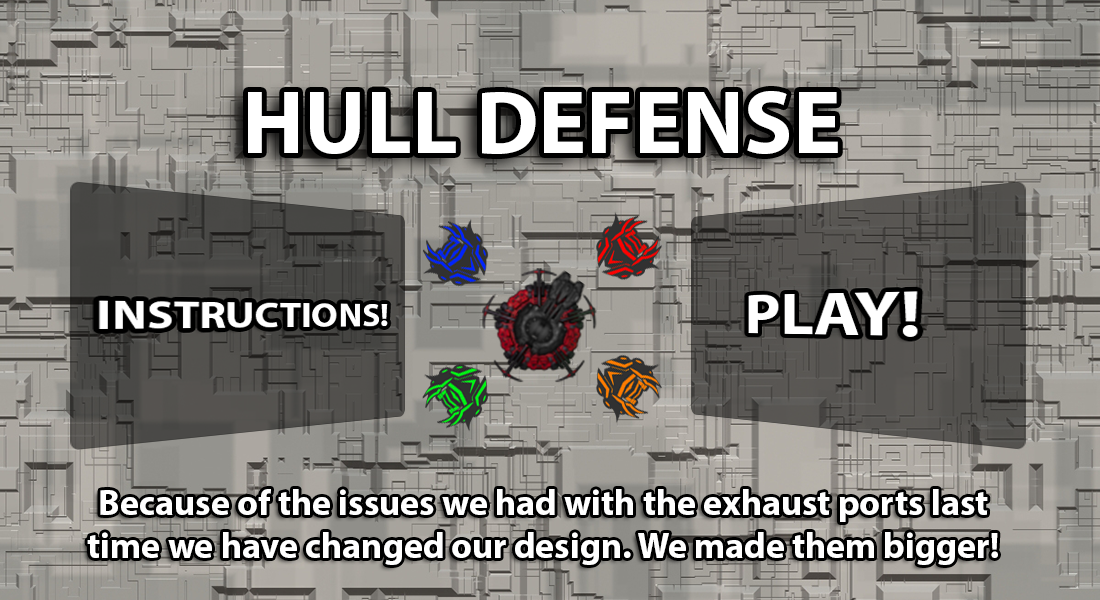 HULL DEFENSE
INSTRUCTIONS!
PLAY!
Because of the issues we had with the exhaust ports last
time we have changed our design. We made them bigger!